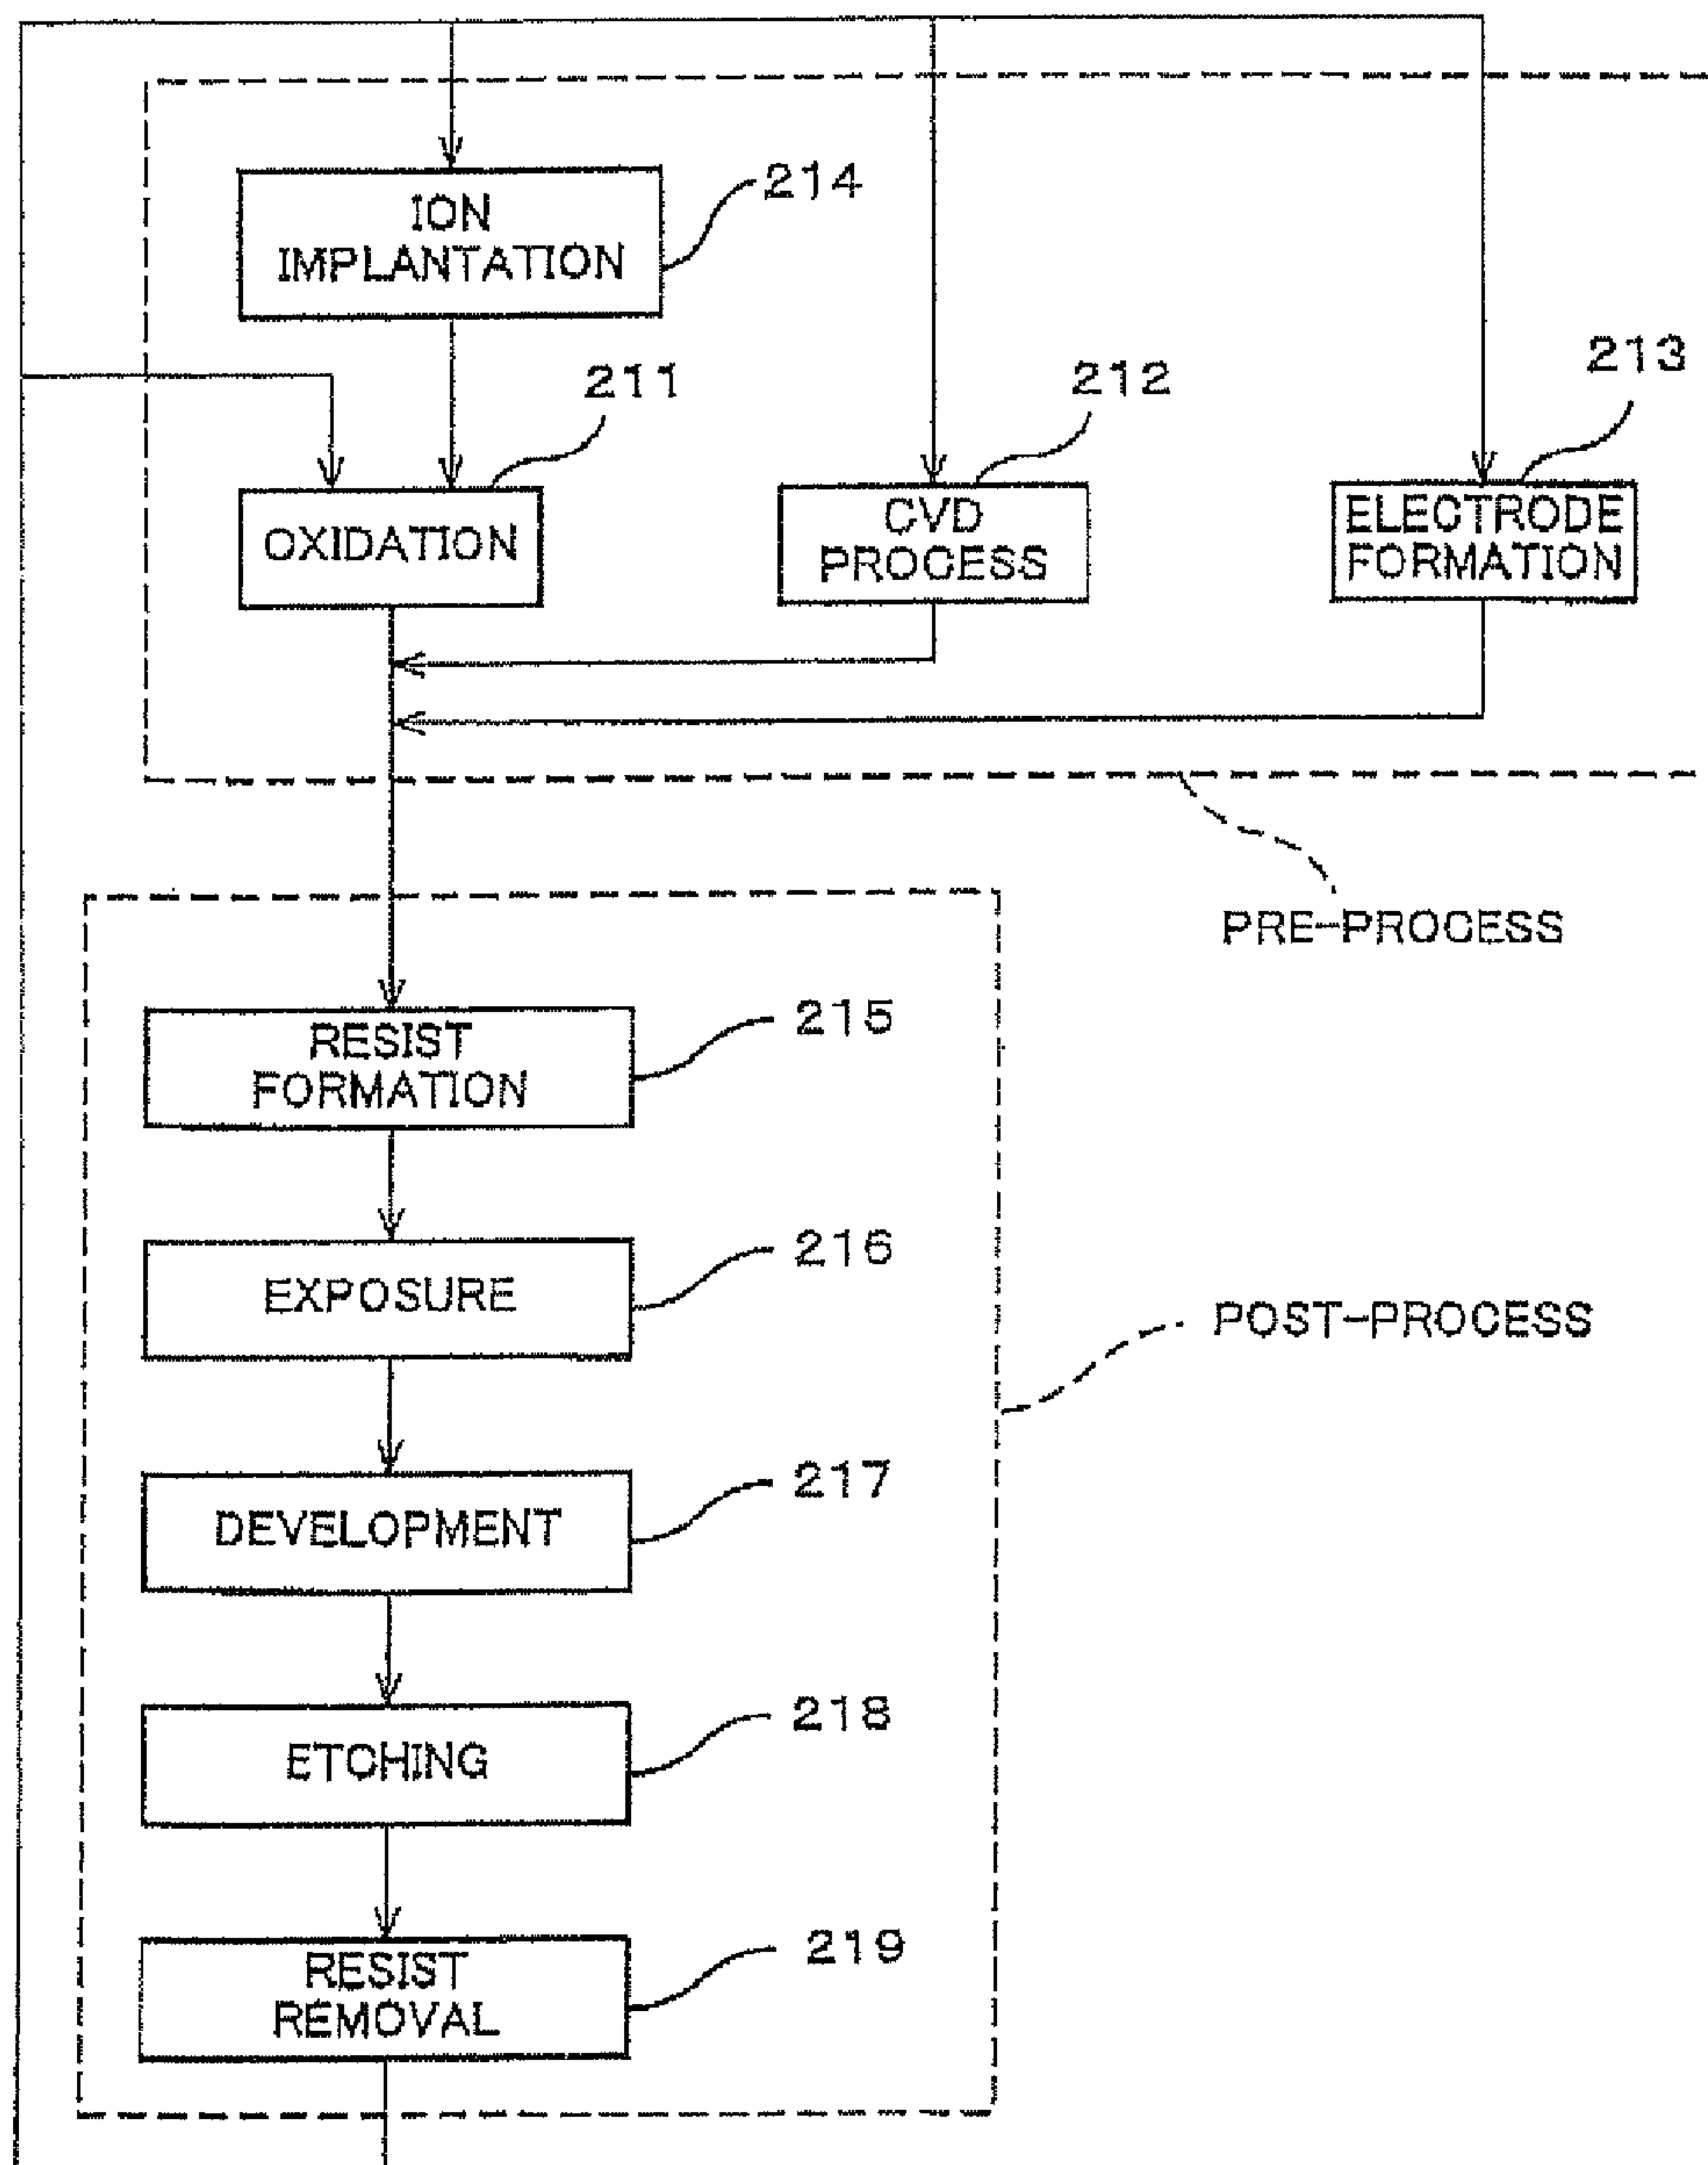 214
ION
IMPLANTATION
213
211
212
OXIDATION
CVD
PROCESS
ELECTRODE
FORMATION
PRE-PROCESS
215
RESIST
FORMATION
216
EXPOSURE
POST-PROCESS
217
DEVELOPMENT
218
ETCHING
219
RESIST
REMOVAL